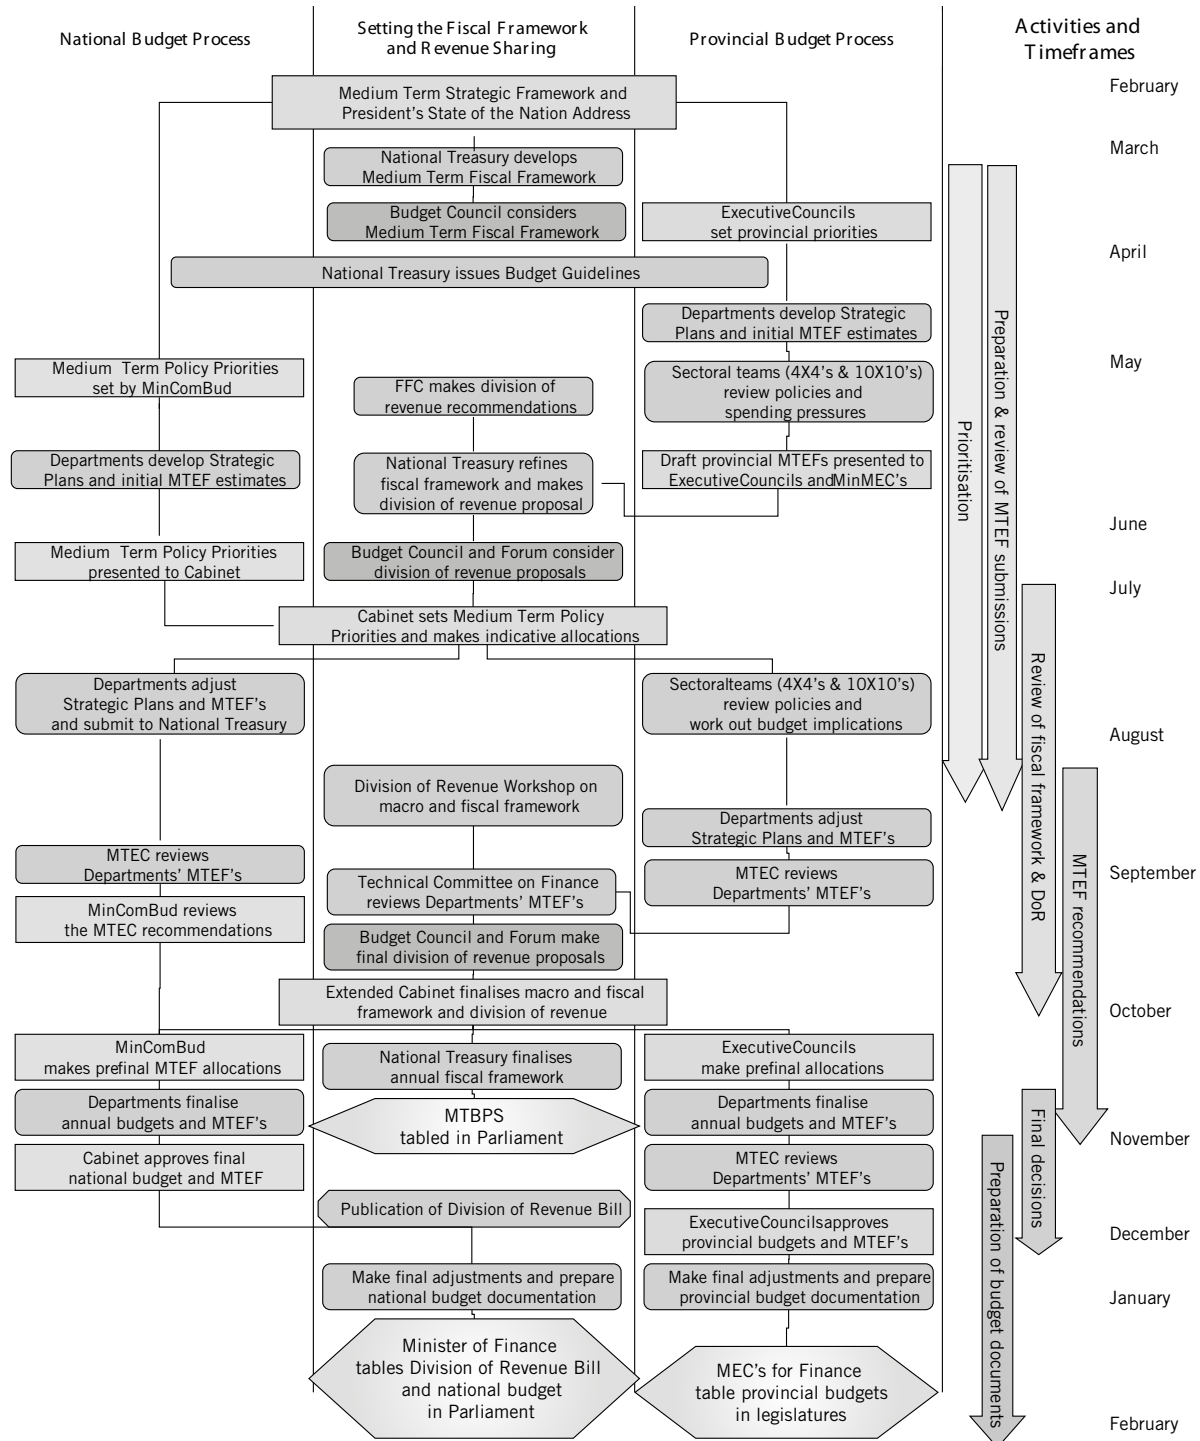 National Budget Process
Setting the Fiscal Framework
and Revenue Sharing
Provincial Budget Process
Activities and
Timeframes
Medium Term Strategic Framework and
President's State of the Nation Address
February
National Treasury develops
Medium Term Fiscal Framework
March
Budget Council considers
Medium Term Fiscal Framework
ExecutiveCouncils
set provincial priorities
April
National Treasury issues Budget Guidelines
Departments develop Strategic
Plans and initial MTEF estimates
Medium Term Policy Priorities
set by MinComBud
FFC makes division of
revenue recommendations
Sectoral teams (4X4's & 10X10's)
review policies and
spending pressures
May
Departments develop Strategic
Plans and initial MTEF estimates
National Treasury refines
fiscal framework and makes
division of revenue proposal
Draft provincial MTEFs presented to
ExecutiveCouncils andMinMEC's
June
Medium Term Policy Priorities
presented to Cabinet
Budget Council and Forum consider
division of revenue proposals
July
Cabinet sets Medium Term Policy
Priorities and makes indicative allocations
Departments adjust
Strategic Plans and MTEF's
and submit to National Treasury
Sectoralteams (4X4's & 10X10's)
review policies and
work out budget implications
August
Division of Revenue Workshop on
macro and fiscal framework
Departments adjust
Strategic Plans and MTEF's
MTEC reviews
Departments' MTEF's
Technical Committee on Finance
reviews Departments' MTEF's
MTEC reviews
Departments' MTEF's
September
MinComBud reviews
the MTEC recommendations
Budget Council and Forum make
final division of revenue proposals
Extended Cabinet finalises macro and fiscal
framework and division of revenue
October
MinComBud
makes prefinal MTEF allocations
National Treasury finalises
annual fiscal framework
ExecutiveCouncils
make prefinal allocations
Departments finalise
annual budgets and MTEF's
MTBPS
tabled in Parliament
Departments finalise
annual budgets and MTEF's
November
Cabinet approves final
national budget and MTEF
MTEC reviews
Departments' MTEF's
Publication of Division of Revenue Bill
ExecutiveCouncilsapproves
provincial budgets and MTEF's
December
Make final adjustments and prepare
national budget documentation
Make final adjustments and prepare
provincial budget documentation
January
Minister of Finance
tables Division of Revenue Bill
and national budget
in Parliament
MEC's for Finance
table provincial budgets
in legislatures
February
Prioritisation
Preparation & review of MTEF submissions
Review of fiscal framework & DoR
MTEF recommendations
Final decisions
Preparation of budget documents